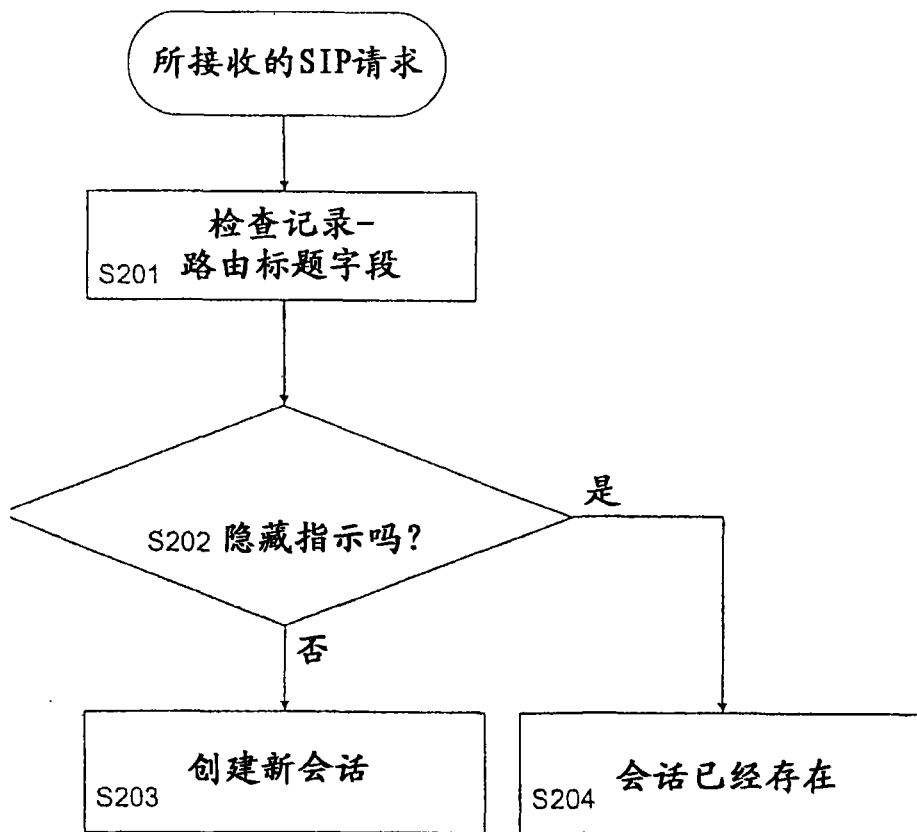 所接收的SIP请求
检查记录-
路由标题字段
S201
是
S202 隐藏指示吗?
否
创建新会话
S203
会话已经存在
S204